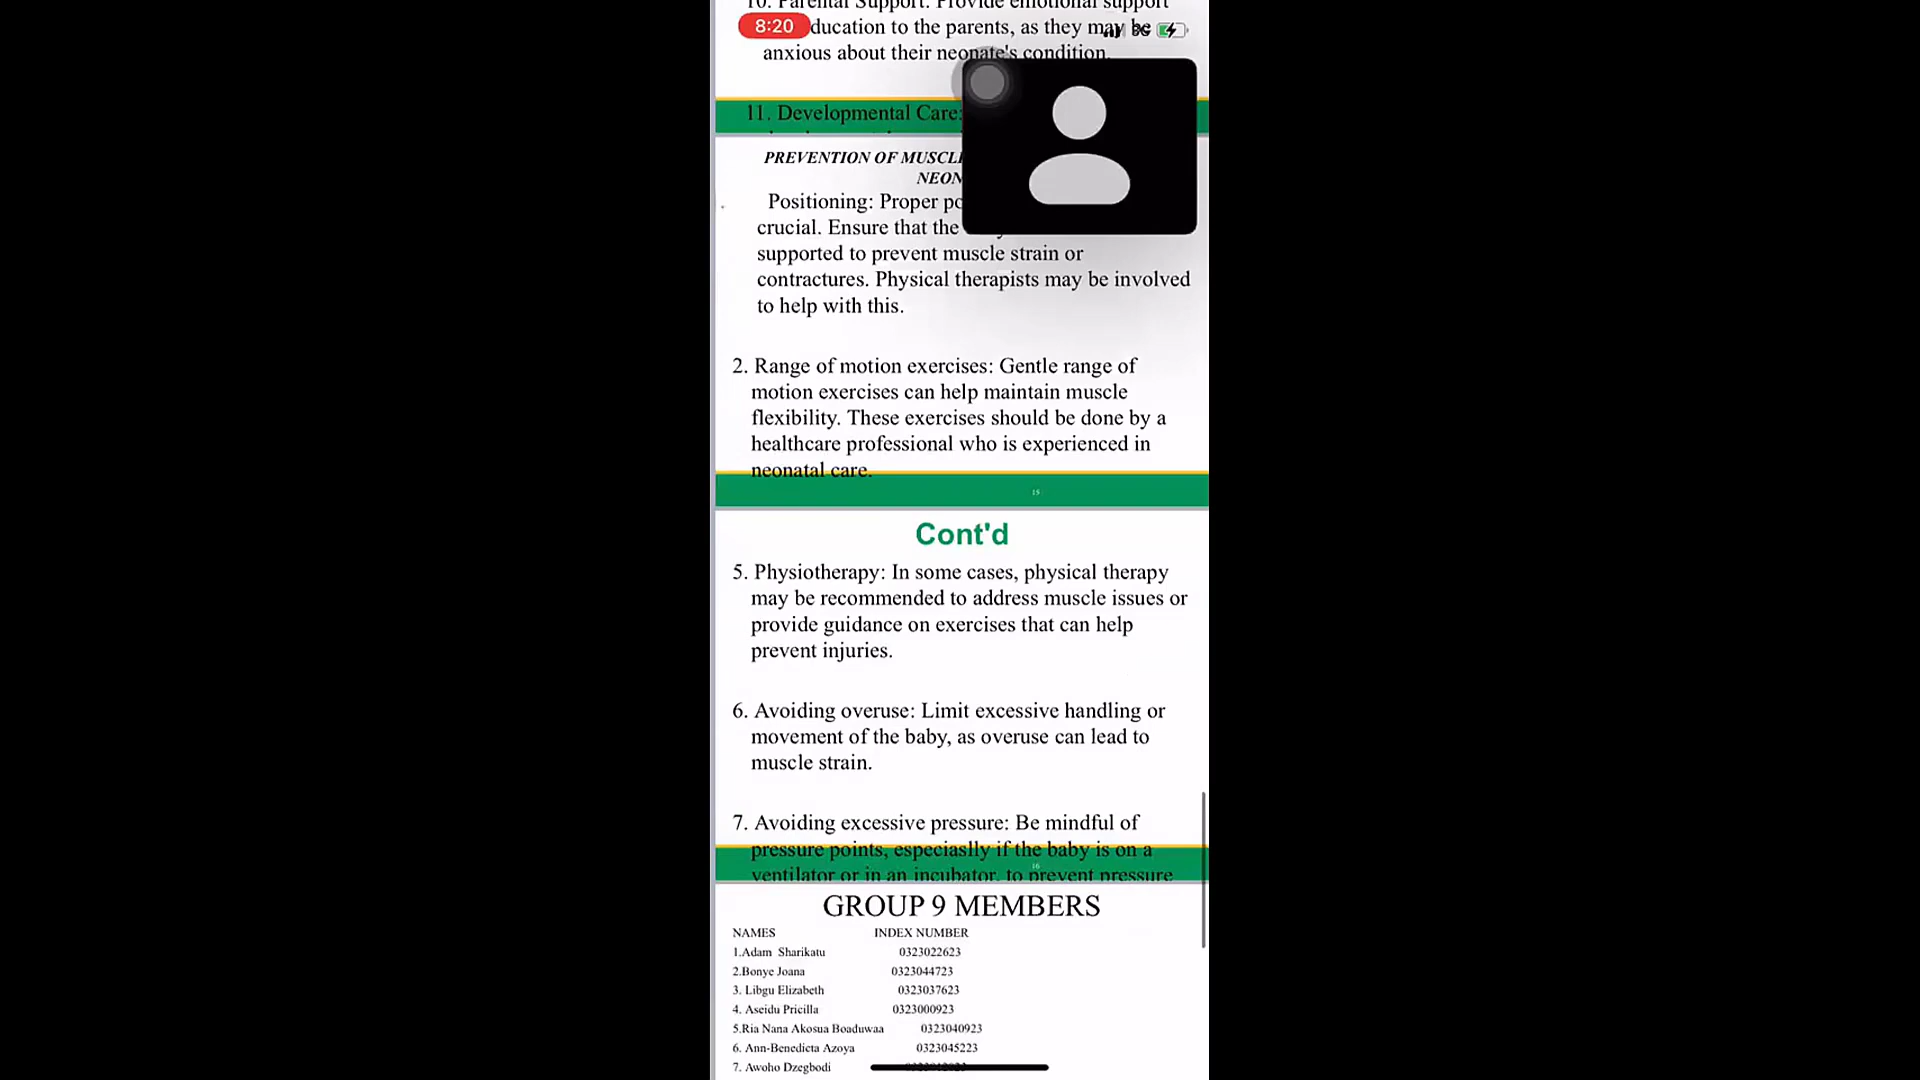 10. Parental Support: Provide emotional support
8:20 ducation to the parents, as they may be 3G
anxious about their neonate's condition.
11. Developmental Care:
PREVENTION OF MUSCLE
NEON
Positioning: Proper po
crucial. Ensure that the
supported to prevent muscle strain or
contractures. Physical therapists may be involved
to help with this.
2. Range of motion exercises: Gentle range of
motion exercises can help maintain muscle
flexibility. These exercises should be done by a
healthcare professional who is experienced in
neonatal care.
15
Cont'd
5. Physiotherapy: In some cases, physical therapy
may be recommended to address muscle issues or
provide guidance on exercises that can help
prevent injuries.
6. Avoiding overuse: Limit excessive handling or
movement of the baby, as overuse can lead to
muscle strain.
7. Avoiding excessive pressure: Be mindful of
pressure points, especiaslly if the baby is on a
16
ventilator or in an incubator, to prevent pressure
GROUP 9 MEMBERS
NAMES INDEX NUMBER
1.Adam Sharikatu 0323022623
2.Bonye Joana 0323044723
3. Libgu Elizabeth 0323037623
4. Aseidu Pricilla 0323000923
5.Ria Nana Akosua Boaduwaa 0323040923
6. Ann-Benedicta Azoya 0323045223
7. Awoho Dzegbodi